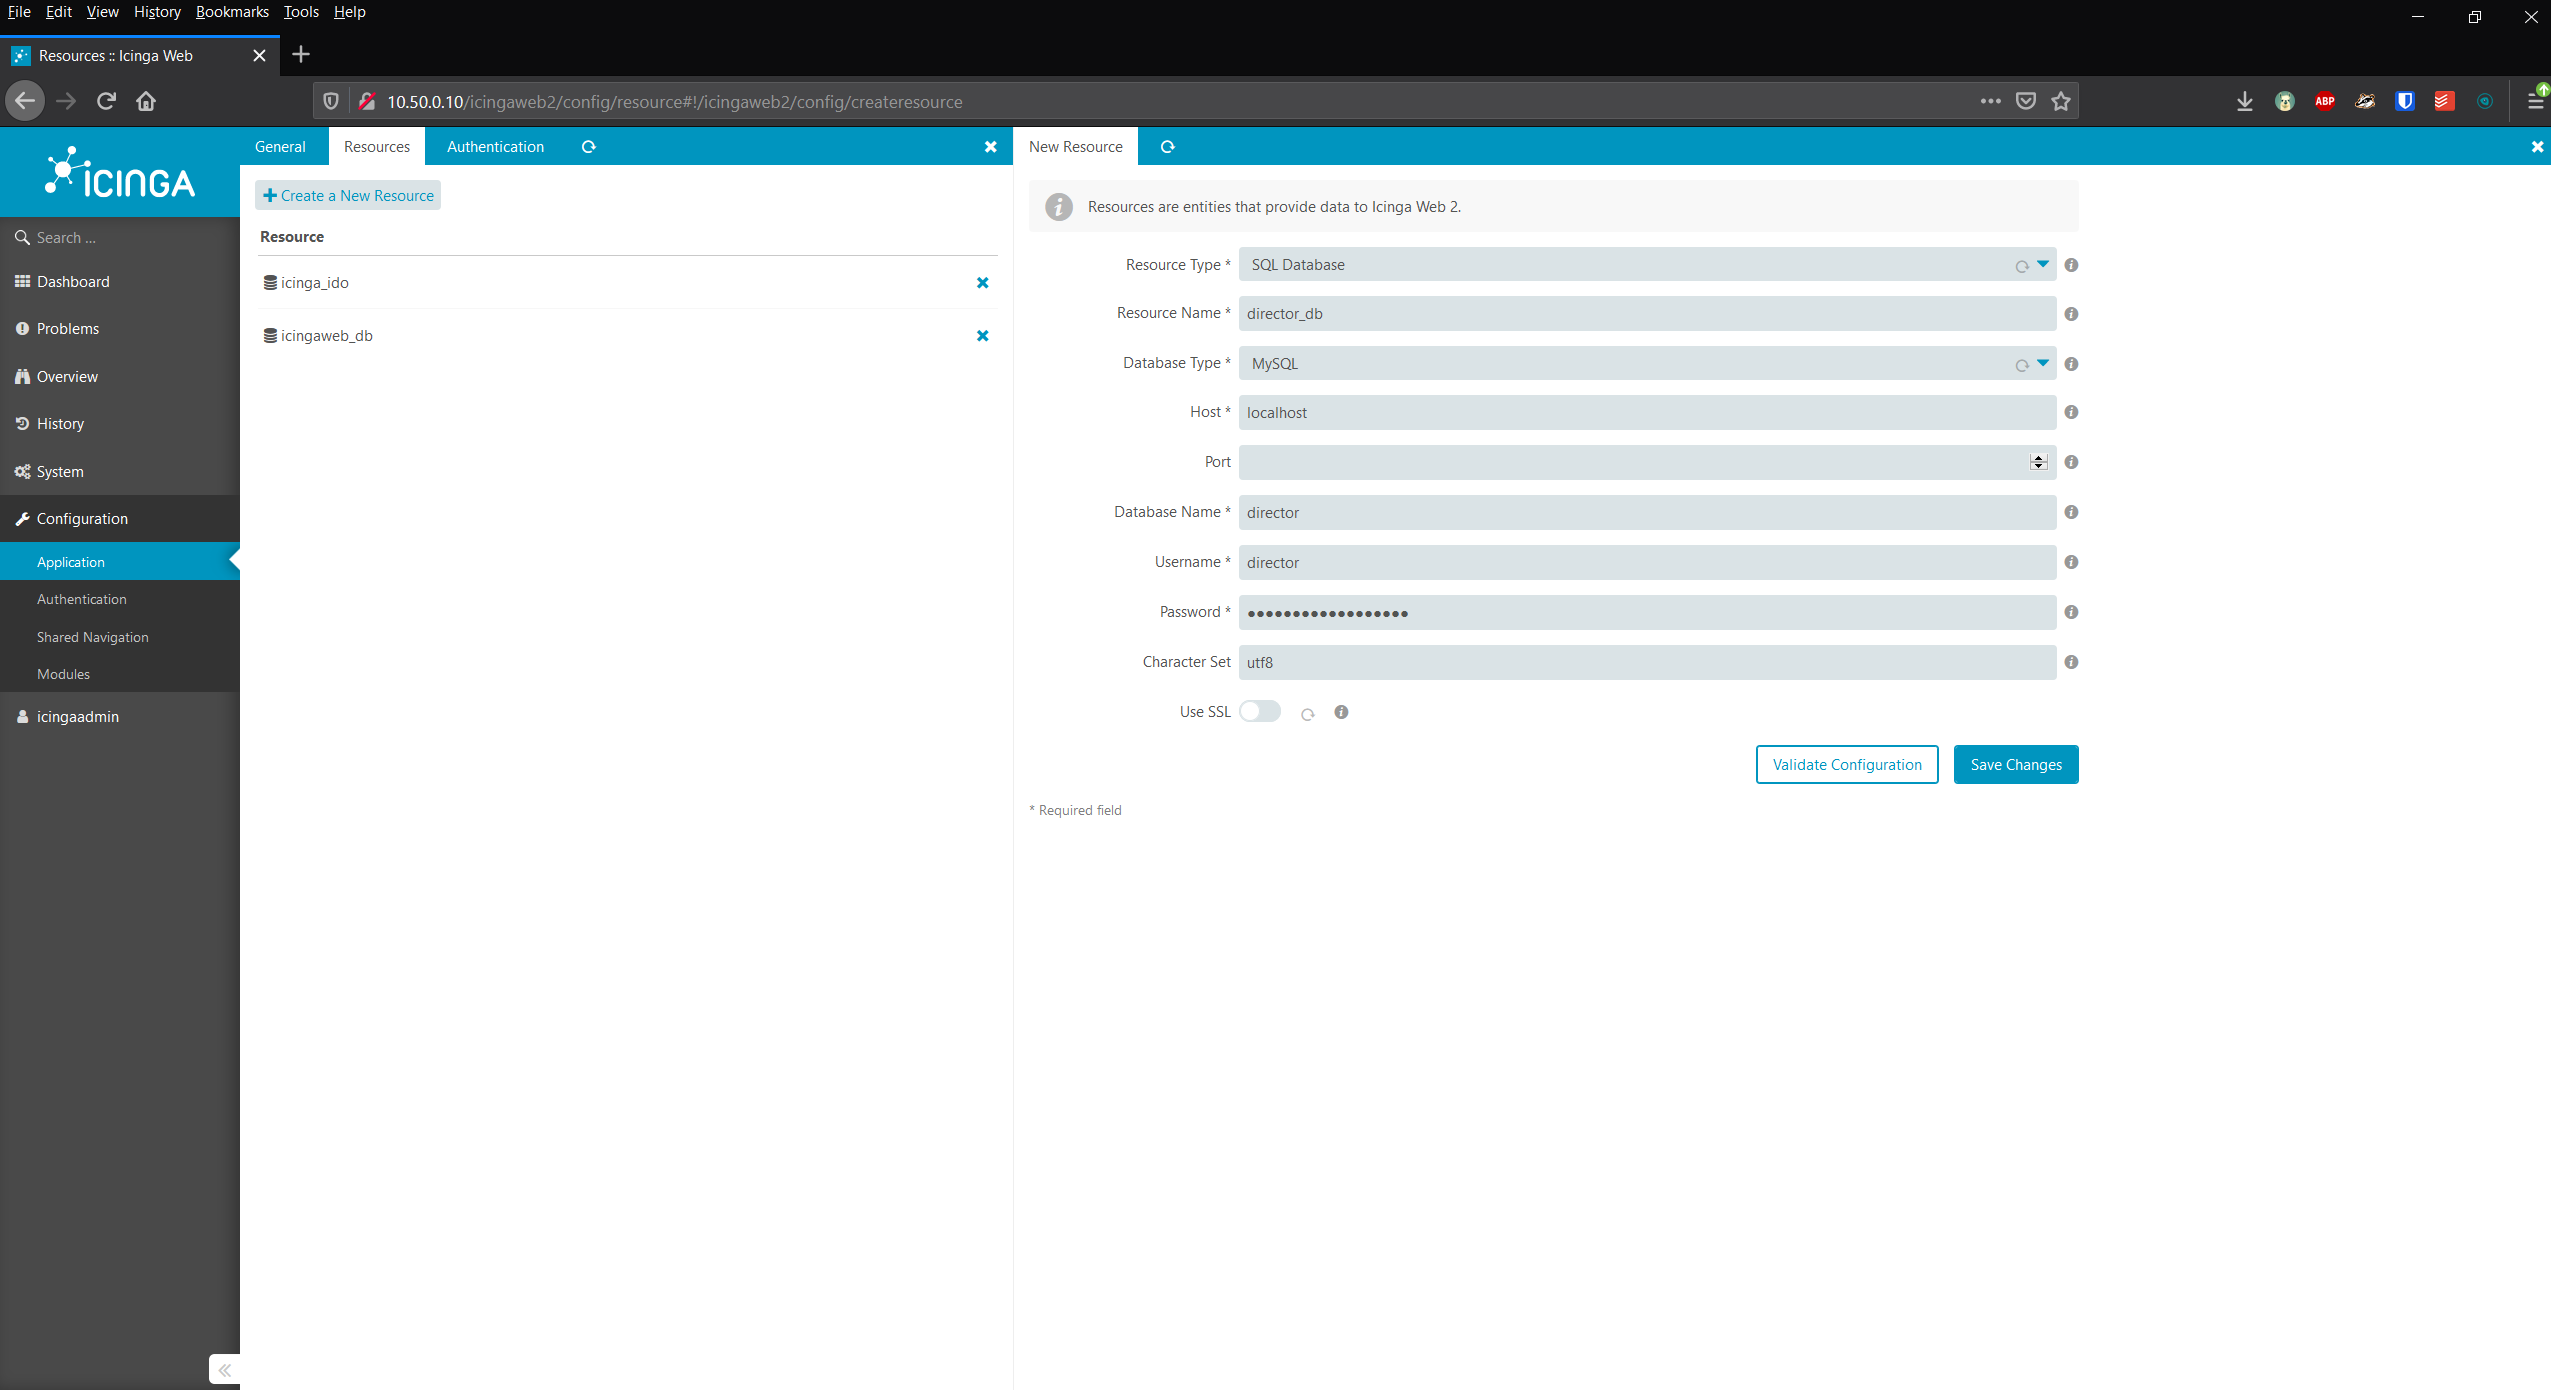 File Edit View History Bookmarks Tools Help
Resources :: Icinga Web
10.50.0.10/icingaweb2/config/resource#!/icingaweb2/config/createresource
ABP
ICINGA
General Resources Authentication
New Resource
Search ...
Dashboard
Problems
Overview
History
System
Configuration
Application
Authentication
Shared Navigation
Modules
icingaadmin
Create a New Resource
Resource
icinga_ido
icingaweb_db
Resources are entities that provide data to Icinga Web 2.
Resource Type * SQL Database
Resource Name * director_db
Database Type * MySQL
Host * localhost
Port
Database Name * director
Username * director
Password * ••••••••••••••••••
Character Set utf8
Use SSL
Validate Configuration Save Changes
* Required field